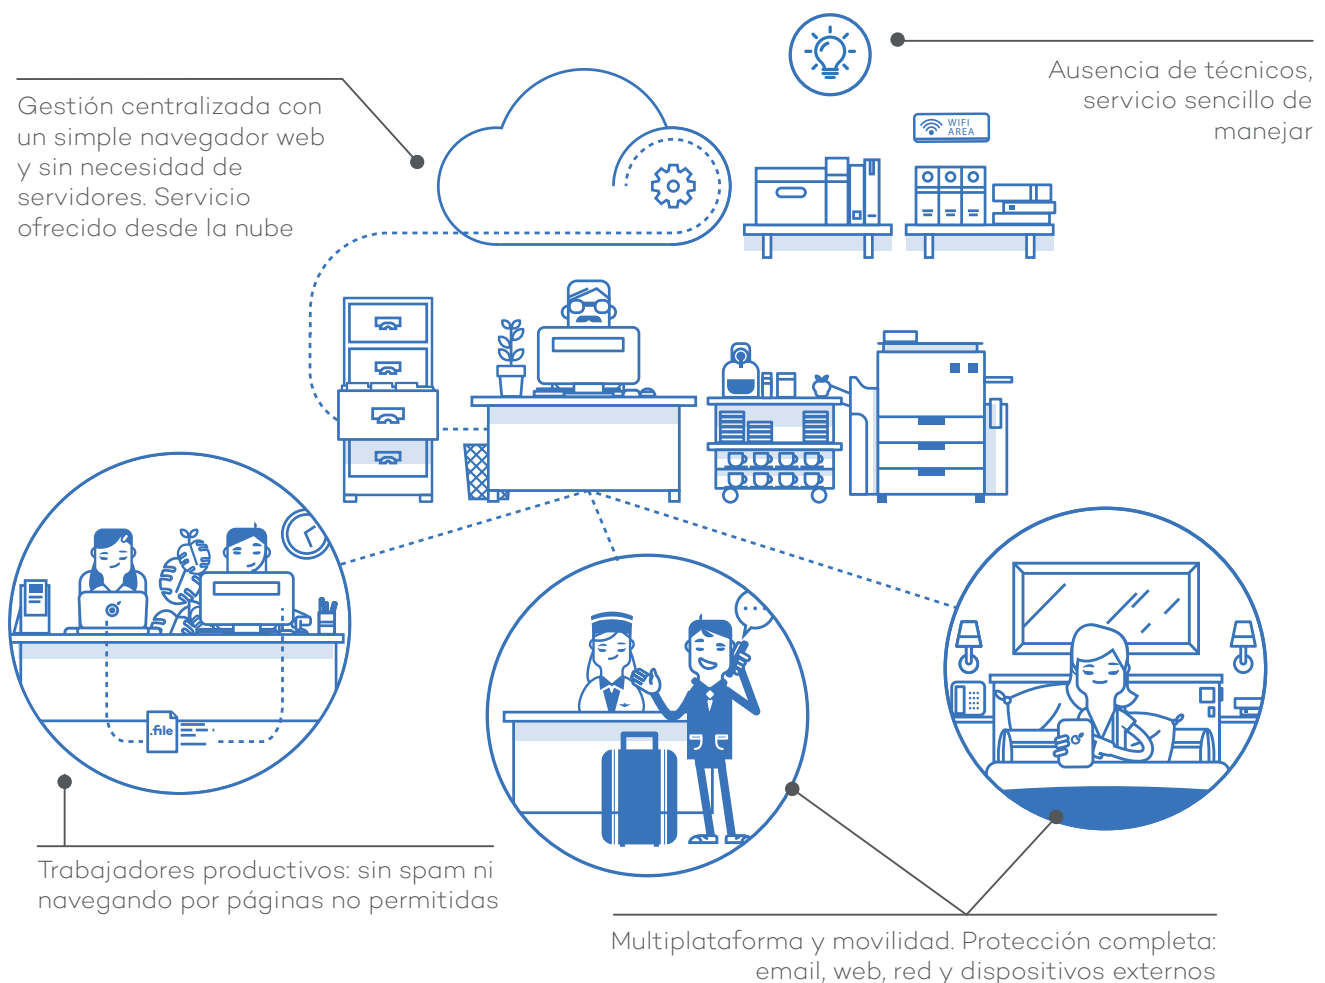 Gestión centralizada con
un simple navegador web
y sin necesidad de
servidores. Servicio
ofrecido desde la nube
Ausencia de técnicos,
servicio sencillo de
manejar
WIFI
AREA
.file
Trabajadores productivos: sin spam ni
navegando por páginas no permitidas
Multiplataforma y movilidad. Protección completa:
email, web, red y dispositivos externos